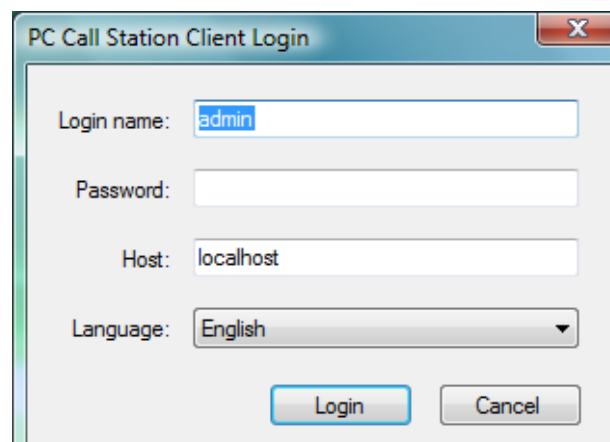 PC Call Station Client Login
Login name: admin
Password:
Host: localhost
Language: English
Login Cancel